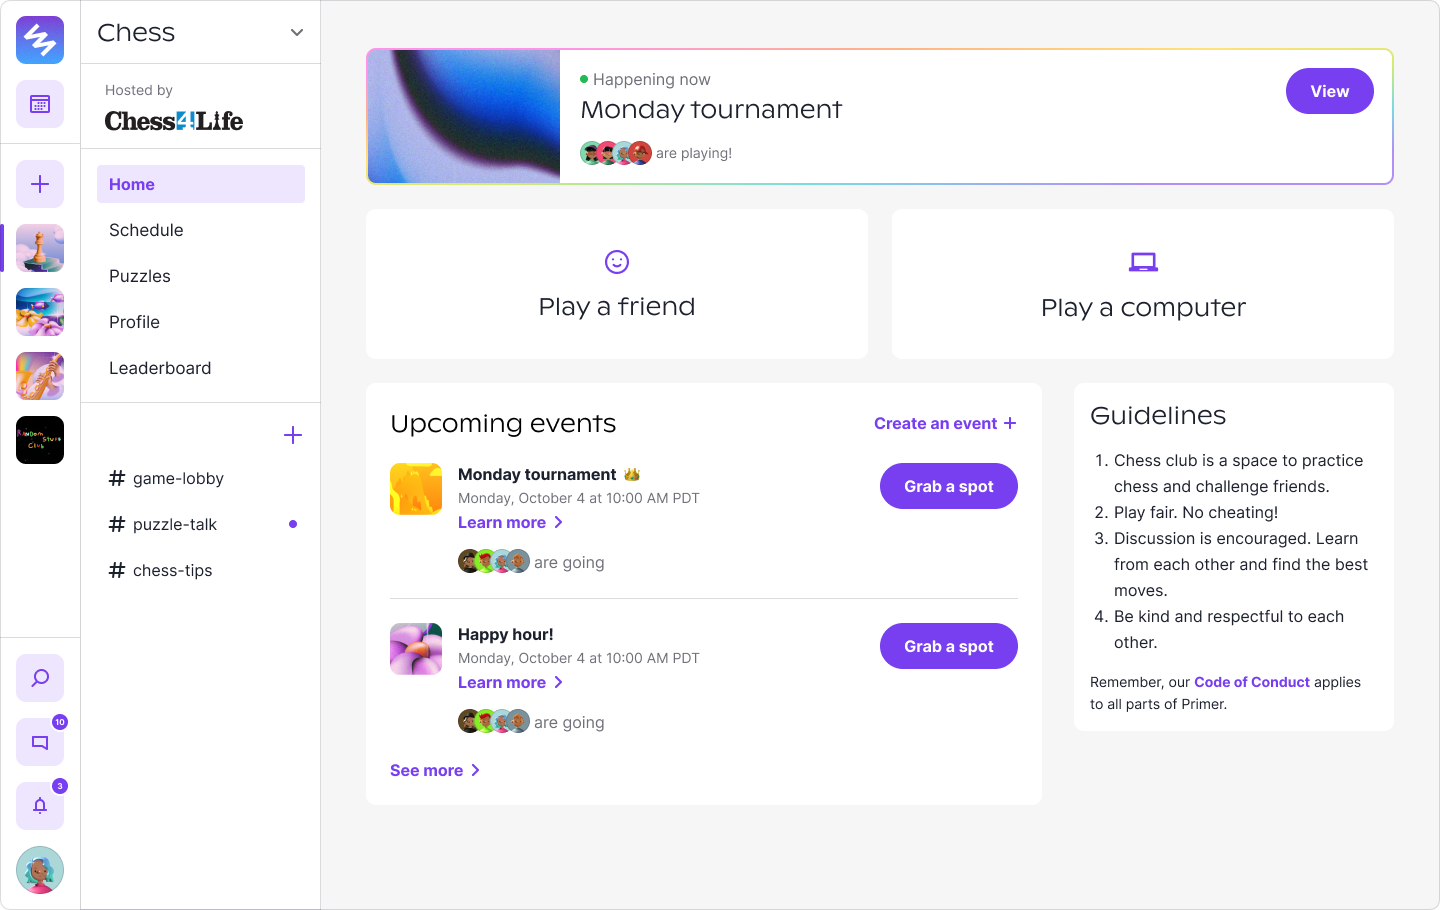 Chess
Hosted by
Chess4Life
Home
Schedule
Puzzles
Profile
Leaderboard
# game-lobby
# puzzle-talk
# chess-tips
RANDOM
STUFF
CLUB
10
3
Happening now
Monday tournament
are playing!
View
Play a friend
Play a computer
Upcoming events
Create an event +
Monday tournament 👑
Monday, October 4 at 10:00 AM PDT
Learn more
are going
Grab a spot
Happy hour!
Monday, October 4 at 10:00 AM PDT
Learn more
are going
Grab a spot
See more
Guidelines
1. Chess club is a space to practice
chess and challenge friends.
2. Play fair. No cheating!
3. Discussion is encouraged. Learn
from each other and find the best
moves.
4. Be kind and respectful to each
other.
Remember, our Code of Conduct applies
to all parts of Primer.